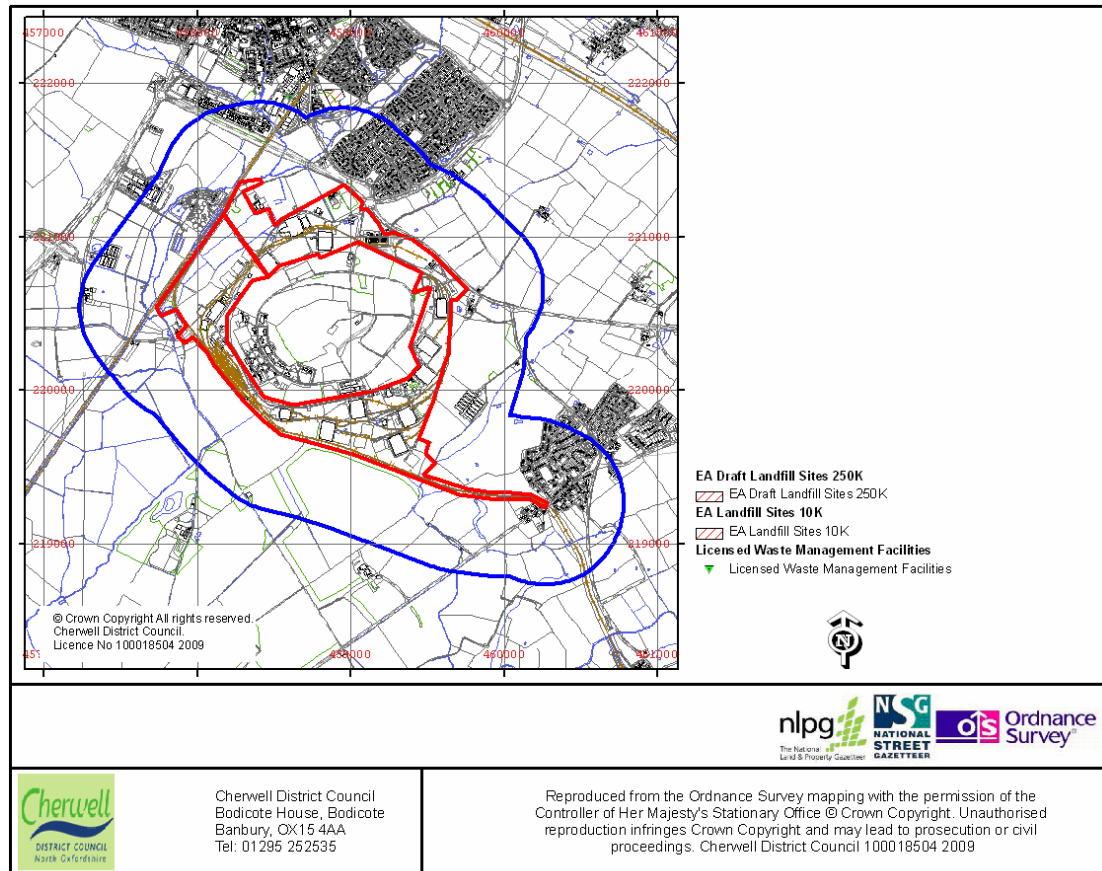 457000
460000
222000
222000
221000
221000
220000
220000
219000
219000
460000
EA Draft Landfill Sites 250K
EA Draft Landfill Sites 250K
EA Landfill Sites 10K
EA Landfill Sites 10K
Licensed Waste Management Facilities
Licensed Waste Management Facilities
© Crown Copyright All rights reserved.
Cherwell District Council.
Licence No 100018504 2009
N
nlpg
The National
Land & Property Gazetteer
NSG
NATIONAL
STREET
GAZETTEER
OS
Ordnance
Survey®
Cherwell
DISTRICT COUNCIL
North Oxfordshire
Cherwell District Council
Bodicote House, Bodicote
Banbury, OX15 4AA
Tel: 01295 252535
Reproduced from the Ordnance Survey mapping with the permission of the
Controller of Her Majesty's Stationary Office © Crown Copyright. Unauthorised
reproduction infringes Crown Copyright and may lead to prosecution or civil
proceedings. Cherwell District Council 100018504 2009